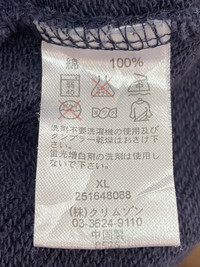 綿 100%
弱
40
洗剤不要洗濯機の使用及び
タンブラー乾燥はお避け下
さい。
蛍光増白剤の洗剤は使用し
ないで下さい。
XL
251648088
(株)クリムゾン
03-3524-9110
中国製